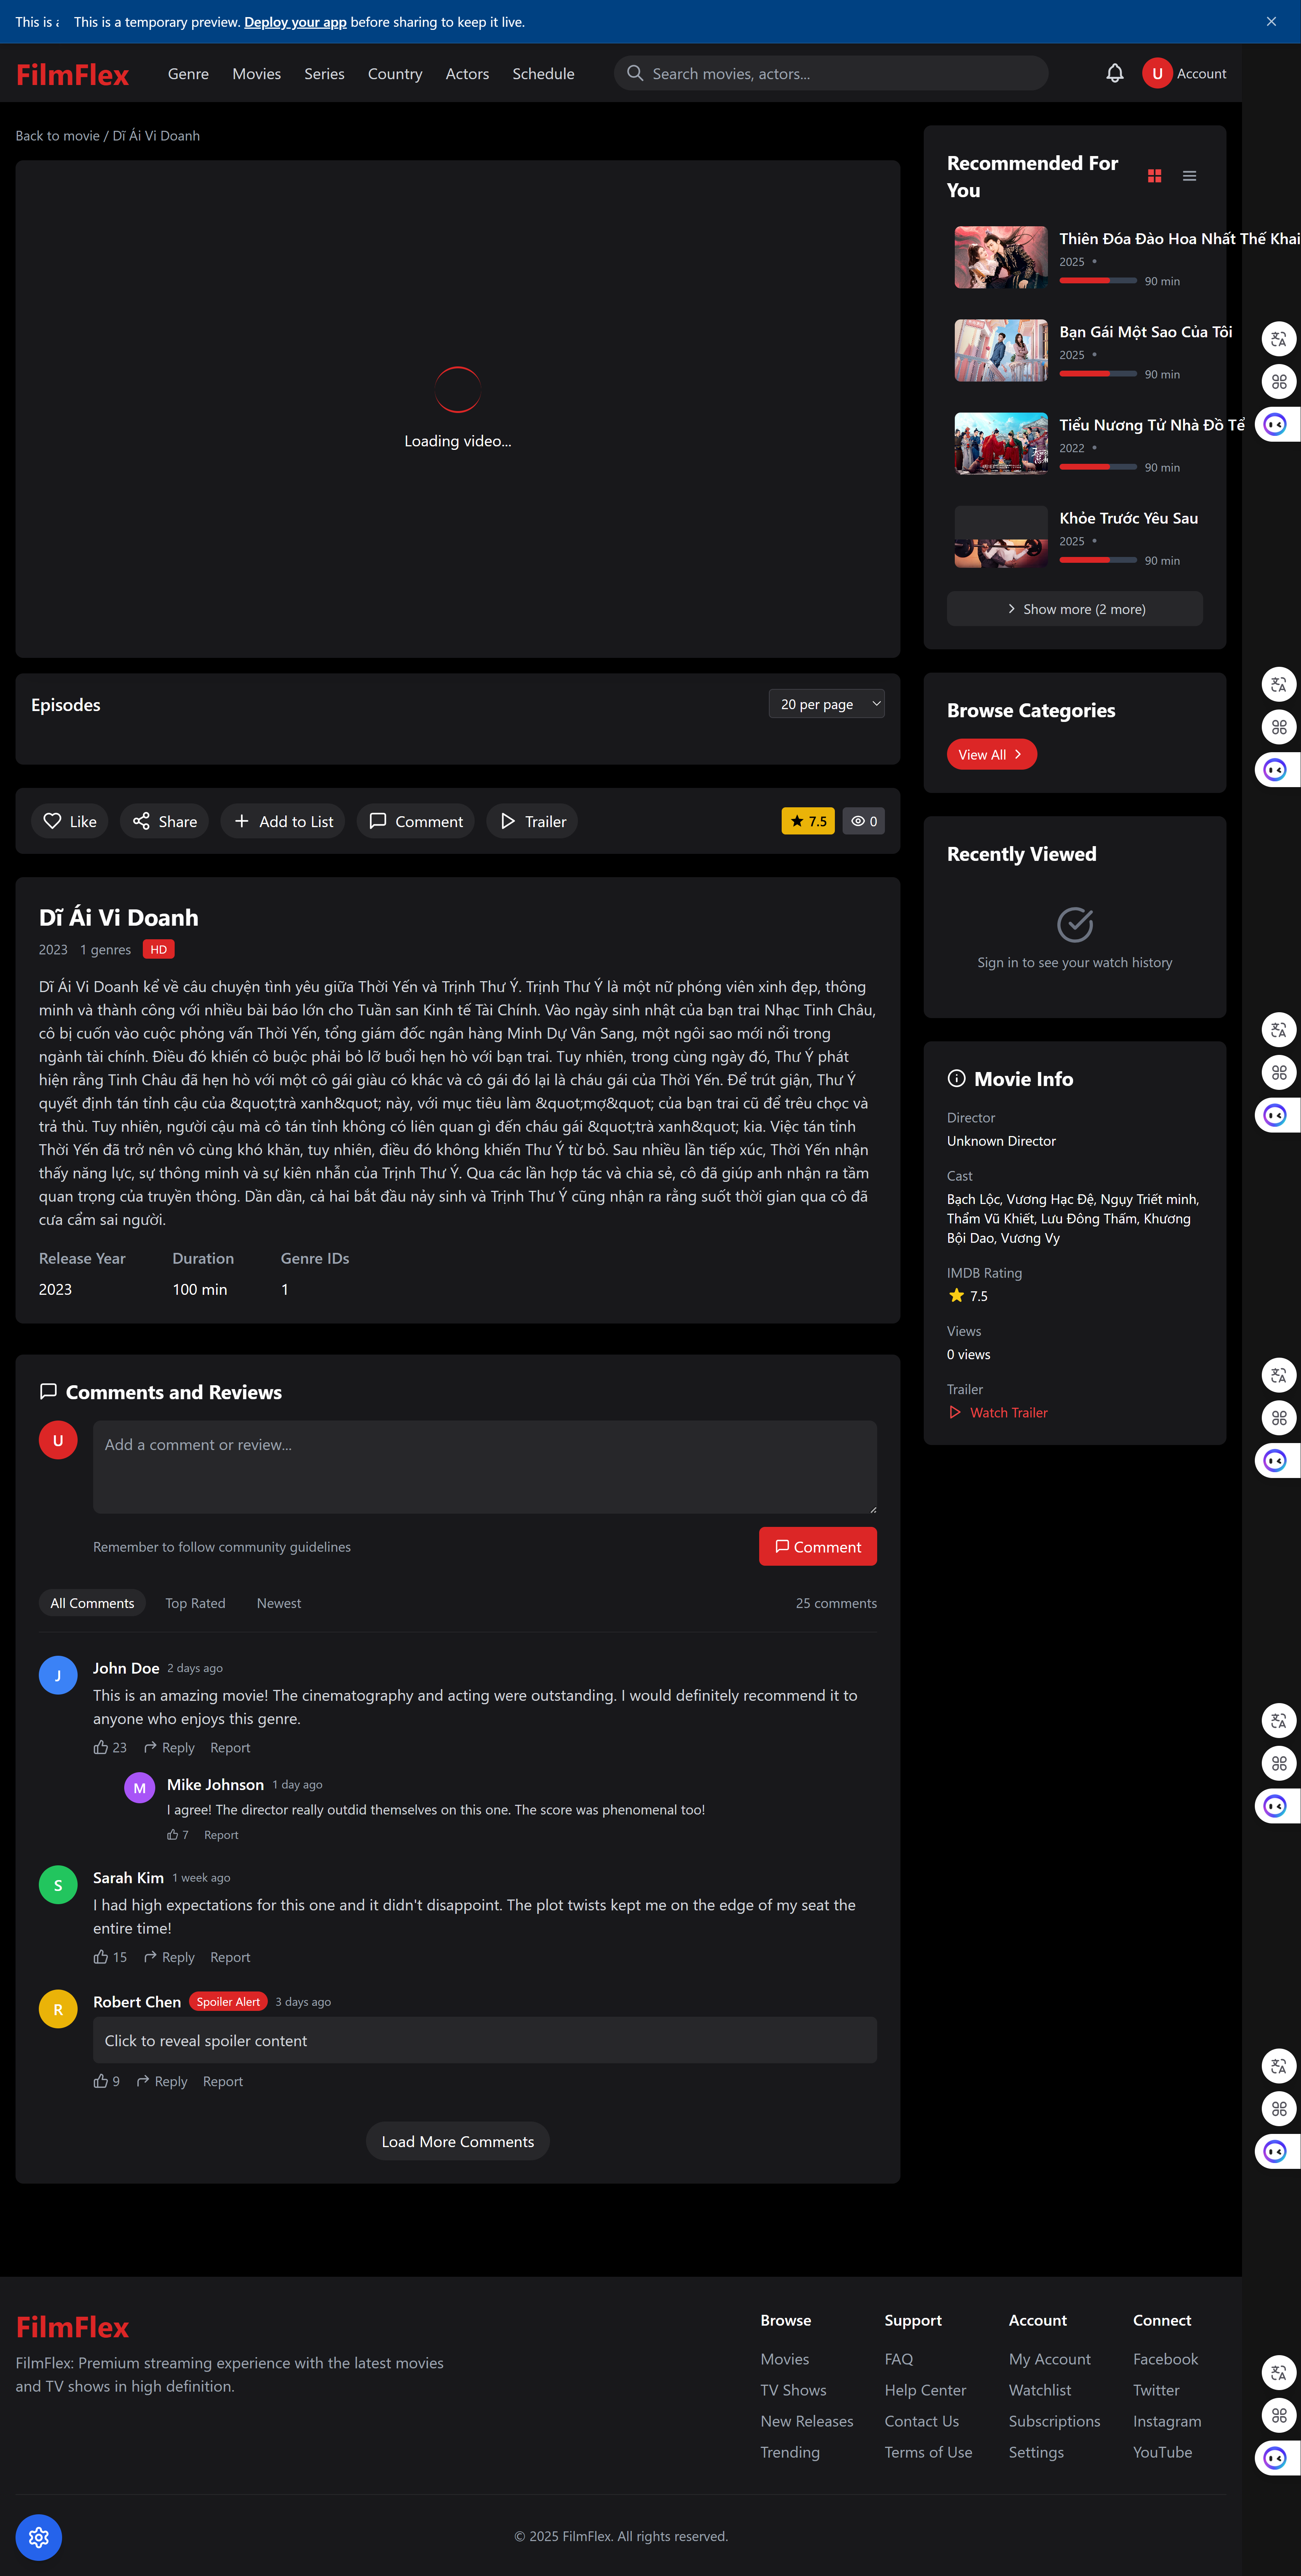 This is a
This is a temporary preview. Deploy your app before sharing to keep it live.
FilmFlex
Genre
Movies
Series
Country
Actors
Schedule
Search movies, actors...
U
Account
Back to movie / Dĩ Ái Vi Doanh
Loading video...
Episodes
20 per page
Like
Share
Add to List
Comment
Trailer
7.5
0
Dĩ Ái Vi Doanh
2023
1 genres
HD
Dĩ Ái Vi Doanh kể về câu chuyện tình yêu giữa Thời Yến và Trịnh Thư Ý. Trịnh Thư Ý là một nữ phóng viên xinh đẹp, thông
minh và thành công với nhiều bài báo lớn cho Tuần san Kinh tế Tài Chính. Vào ngày sinh nhật của bạn trai Nhạc Tinh Châu,
cô bị cuốn vào cuộc phỏng vấn Thời Yến, tổng giám đốc ngân hàng Minh Dự Vân Sang, một ngôi sao mới nổi trong
ngành tài chính. Điều đó khiến cô buộc phải bỏ lỡ buổi hẹn hò với bạn trai. Tuy nhiên, trong cùng ngày đó, Thư Ý phát
hiện rằng Tinh Châu đã hẹn hò với một cô gái giàu có khác và cô gái đó lại là cháu gái của Thời Yến. Để trút giận, Thư Ý
quyết định tán tỉnh cậu của &quot;trà xanh&quot; này, với mục tiêu làm &quot;mợ&quot; của bạn trai cũ để trêu chọc và
trả thù. Tuy nhiên, người cậu mà cô tán tỉnh không có liên quan gì đến cháu gái &quot;trà xanh&quot; kia. Việc tán tỉnh
Thời Yến đã trở nên vô cùng khó khăn, tuy nhiên, điều đó không khiến Thư Ý từ bỏ. Sau nhiều lần tiếp xúc, Thời Yến nhận
thấy năng lực, sự thông minh và sự kiên nhẫn của Trịnh Thư Ý. Qua các lần hợp tác và chia sẻ, cô đã giúp anh nhận ra tầm
quan trọng của truyền thông. Dần dần, cả hai bắt đầu nảy sinh và Trịnh Thư Ý cũng nhận ra rằng suốt thời gian qua cô đã
cưa cẩm sai người.
Release Year
Duration
Genre IDs
2023
100 min
1
Comments and Reviews
U
Add a comment or review...
Remember to follow community guidelines
Comment
All Comments
Top Rated
Newest
25 comments
J
John Doe
2 days ago
This is an amazing movie! The cinematography and acting were outstanding. I would definitely recommend it to
anyone who enjoys this genre.
23
Reply
Report
M
Mike Johnson
1 day ago
I agree! The director really outdid themselves on this one. The score was phenomenal too!
7
Report
S
Sarah Kim
1 week ago
I had high expectations for this one and it didn't disappoint. The plot twists kept me on the edge of my seat the
entire time!
15
Reply
Report
R
Robert Chen
Spoiler Alert
3 days ago
Click to reveal spoiler content
9
Reply
Report
Load More Comments
Recommended For
You
Thiên Đóa Đào Hoa Nhất Thế Khai
2025
90 min
Bạn Gái Một Sao Của Tôi
2025
90 min
Tiểu Nương Tử Nhà Đồ Tể
2022
90 min
Khỏe Trước Yêu Sau
2025
90 min
Show more (2 more)
Browse Categories
View All
Recently Viewed
Sign in to see your watch history
Movie Info
Director
Unknown Director
Cast
Bạch Lộc, Vương Hạc Đệ, Ngụy Triết minh,
Thẩm Vũ Khiết, Lưu Đông Thấm, Khương
Bội Dao, Vương Vy
IMDB Rating
7.5
Views
0 views
Trailer
Watch Trailer
FilmFlex
FilmFlex: Premium streaming experience with the latest movies
and TV shows in high definition.
Browse
Movies
TV Shows
New Releases
Trending
Support
FAQ
Help Center
Contact Us
Terms of Use
Account
My Account
Watchlist
Subscriptions
Settings
Connect
Facebook
Twitter
Instagram
YouTube
© 2025 FilmFlex. All rights reserved.